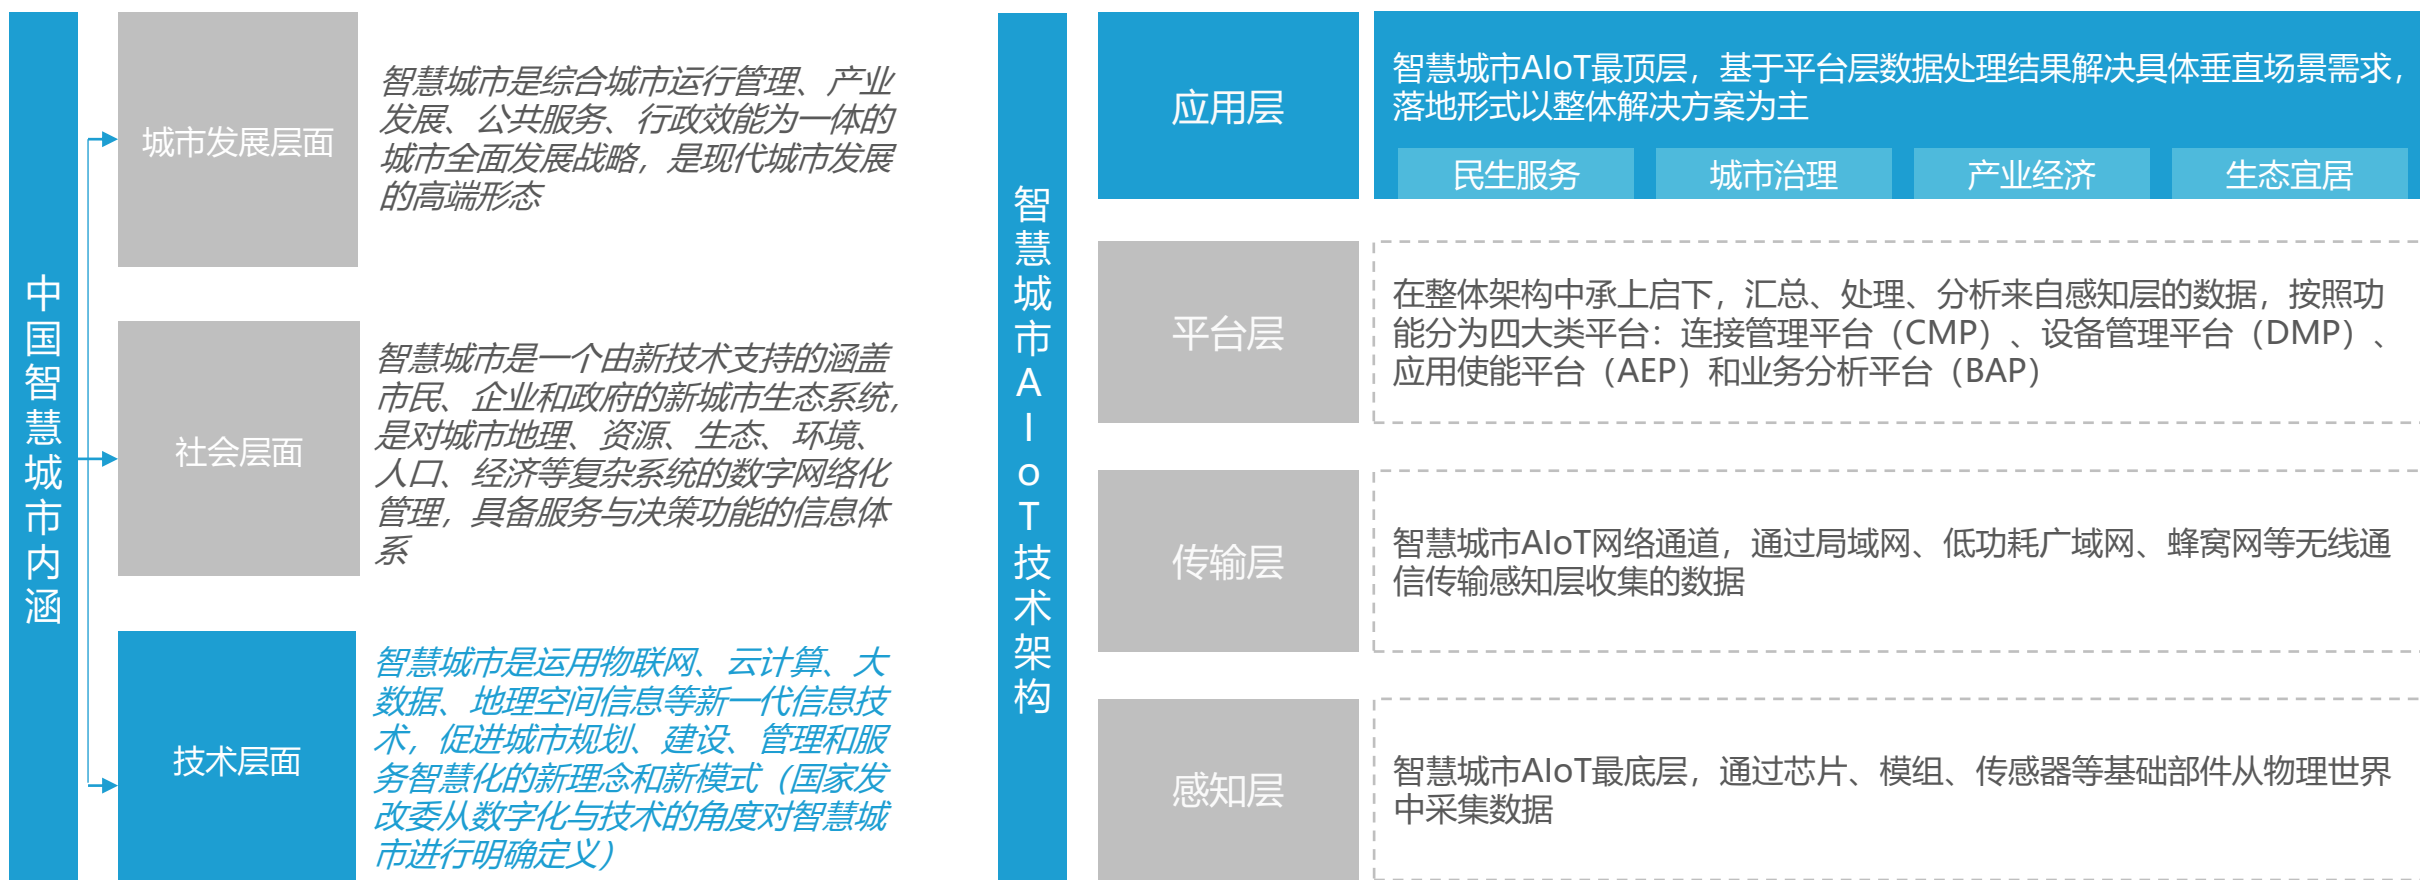 中国智慧城市内涵
城市发展层面
智慧城市是综合城市运行管理、产业
发展、公共服务、行政效能为一体的
城市全面发展战略，是现代城市发展
的高端形态
社会层面
智慧城市是一个由新技术支持的涵盖
市民、企业和政府的新城市生态系统，
是对城市地理、资源、生态、环境、
人口、经济等复杂系统的数字网络化
管理，具备服务与决策功能的信息体
系
技术层面
智慧城市是运用物联网、云计算、大
数据、地理空间信息等新一代信息技
术，促进城市规划、建设、管理和服
务智慧化的新理念和新模式（国家发
改委从数字化与技术的角度对智慧城
市进行明确定义）
智慧城市AIoT技术架构
应用层
智慧城市AIoT最顶层，基于平台层数据处理结果解决具体垂直场景需求，
落地形式以整体解决方案为主
民生服务
城市治理
产业经济
生态宜居
平台层
在整体架构中承上启下，汇总、处理、分析来自感知层的数据，按照功
能分为四大类平台：连接管理平台（CMP）、设备管理平台（DMP）、
应用使能平台（AEP）和业务分析平台（BAP）
传输层
智慧城市AIoT网络通道，通过局域网、低功耗广域网、蜂窝网等无线通
信传输感知层收集的数据
感知层
智慧城市AIoT最底层，通过芯片、模组、传感器等基础部件从物理世界
中采集数据